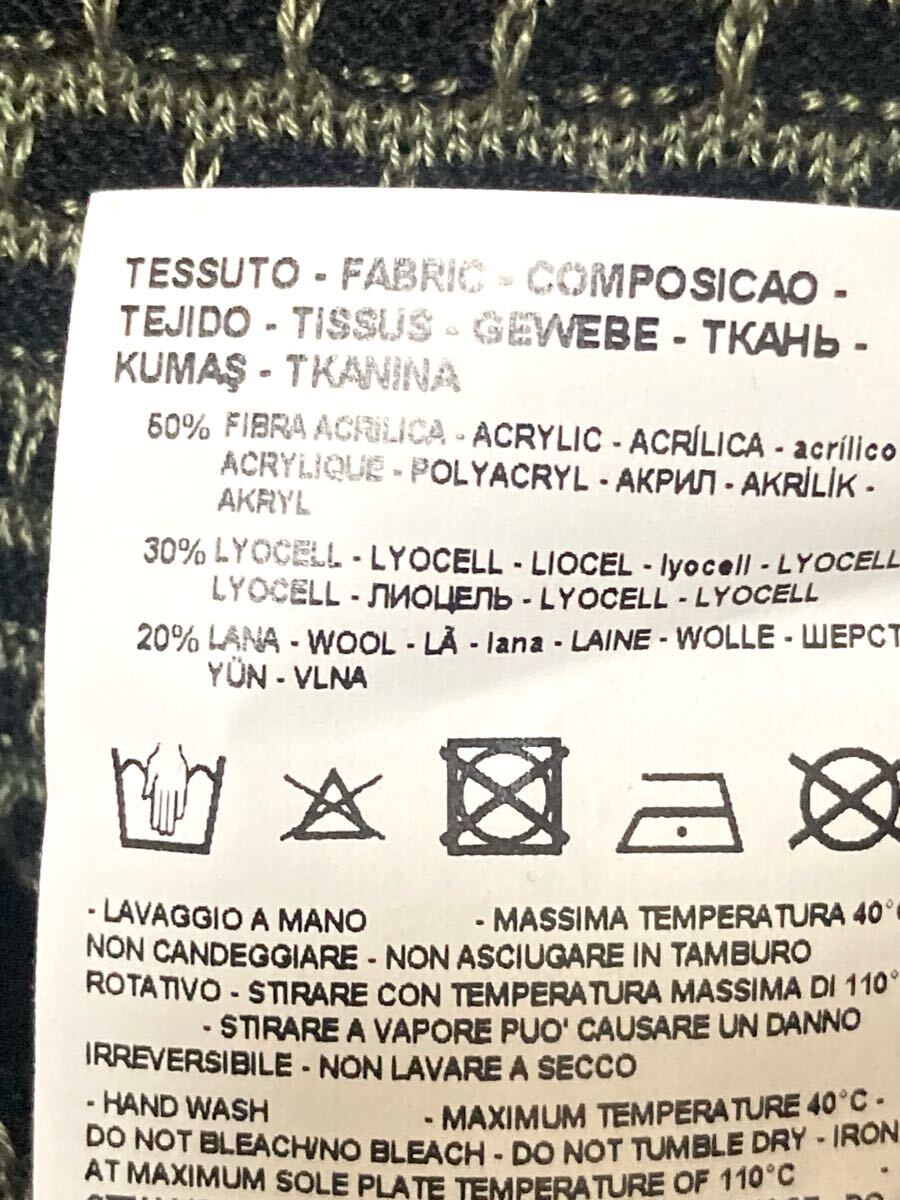 TESSUTO - FABRIC - COMPOSICAO -
TEJIDO - TISSUS - GEWEBE - ТКАНЬ -
KUMAŞ - TKANINA
50% FIBRA ACRILICA - ACRYLIC - ACRÍLICA - acrílico
ACRYLIQUE - POLYACRYL - АКРИЛ - AKRİLİK -
AKRYL
30% LYOCELL - LYOCELL - LIOCEL - lyocell - LYOCELL
LYOCELL - ЛИОЦЕЛЬ - LYOCELL - LYOCELL
20% LANA - WOOL - LÃ - lana - LAINE - WOLLE - ШЕРСТ
YÜN - VLNA
- LAVAGGIO A MANO - MASSIMA TEMPERATURA 40°
NON CANDEGGIARE - NON ASCIUGARE IN TAMBURO
ROTATIVO - STIRARE CON TEMPERATURA MASSIMA DI 110°
- STIRARE A VAPORE PUO' CAUSARE UN DANNO
IRREVERSIBILE - NON LAVARE A SECCO
- HAND WASH - MAXIMUM TEMPERATURE 40°C -
DO NOT BLEACH/NO BLEACH - DO NOT TUMBLE DRY - IRON
AT MAXIMUM SOLE PLATE TEMPERATURE OF 110°C -